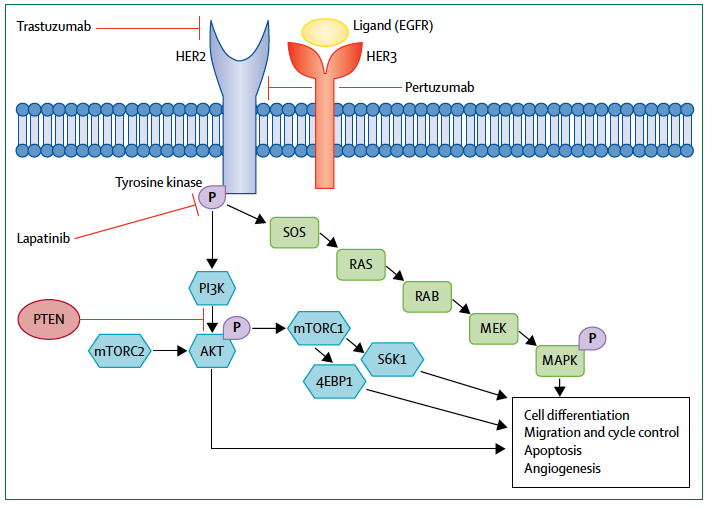 Trastuzumab
Ligand (EGFR)
HER2
HER3
Pertuzumab
Tyrosine kinase
P
Lapatinib
SOS
RAS
PI3K
RAB
PTEN
P
mTORC1
MEK
P
mTORC2
AKT
S6K1
MAPK
4EBP1
Cell differentiation
Migration and cycle control
Apoptosis
Angiogenesis